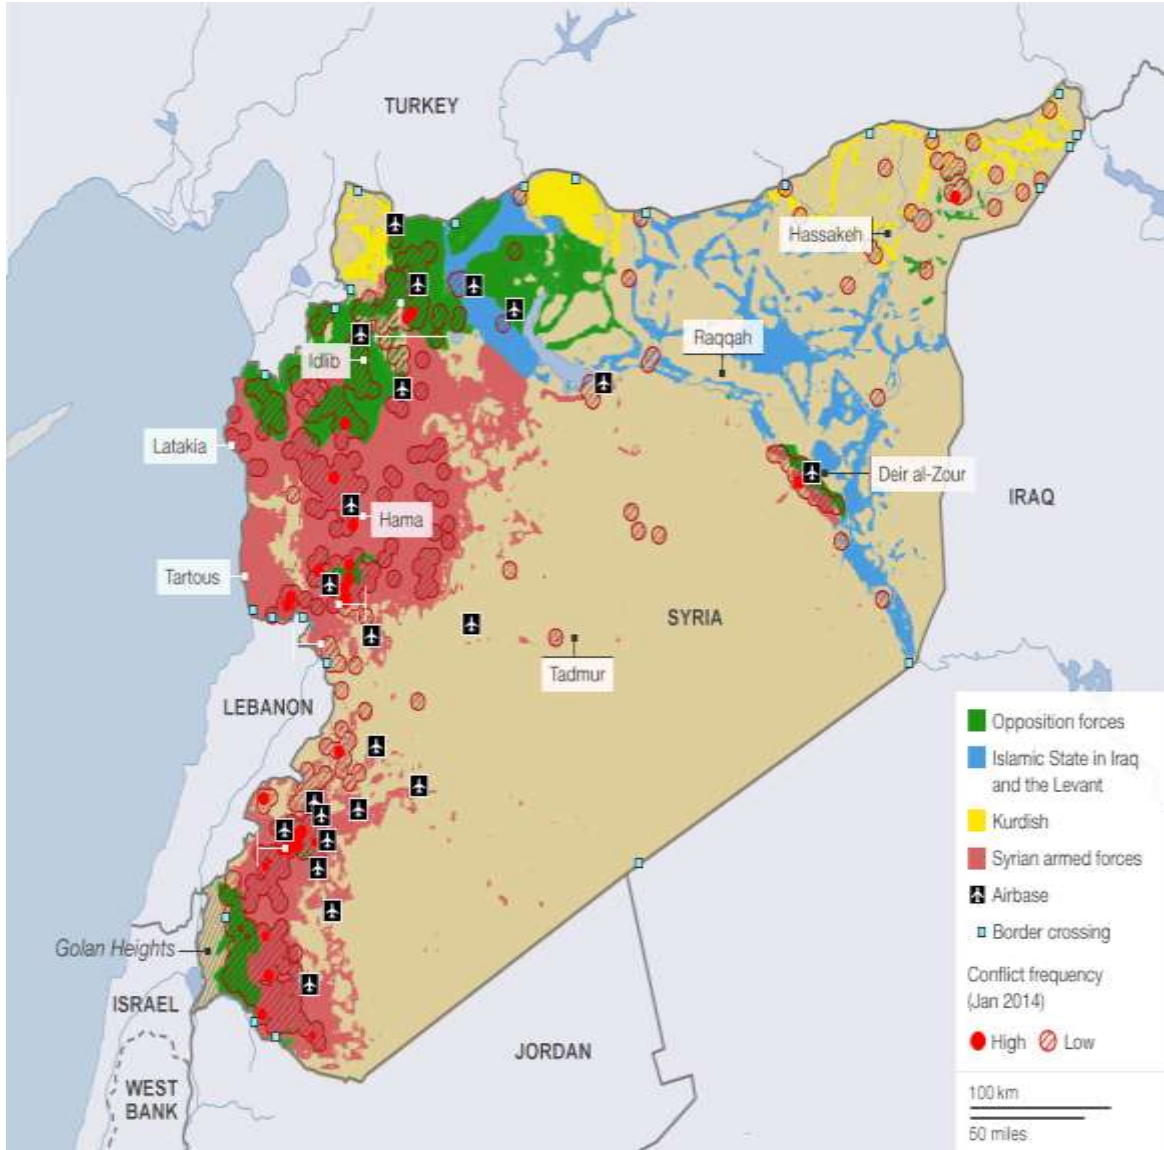 TURKEY
Hassakeh
Raqqah
Idlib
Latakia
Deir al-Zour
IRAQ
Hama
Tartous
SYRIA
Tadmur
LEBANON
Golan Heights
ISRAEL
JORDAN
WEST
BANK
Opposition forces
Islamic State in Iraq
and the Levant
Kurdish
Syrian armed forces
Airbase
Border crossing
Conflict frequency
(Jan 2014)
High Low
100 km
50 miles